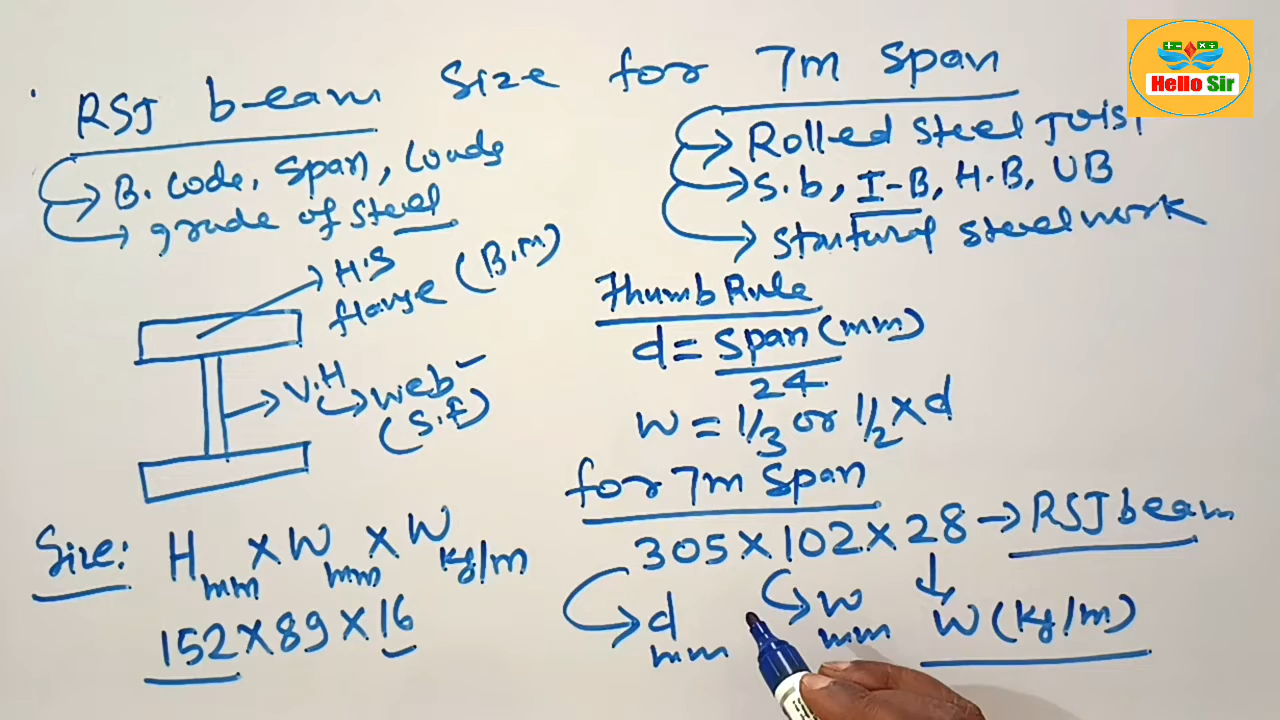 RSJ beam Size for 7m Span
B. Code, Span, Loads
grade of Steel
Rolled Steel Joist
S.b, I-B, H.B, UB
Steelwork
H.S
flange (B.M)
V.H
web
(S.F)
Thumb Rule
d = Span (mm)
24
W = 1/3 or 1/2 x d
for 7m Span
305 x 102 x 28 → RSJ beam
d
mm
W
mm
W (kg/m)
Size: H x W x W
mm mm kg/m
152 x 89 x 16
+ - × ÷
Hello Sir